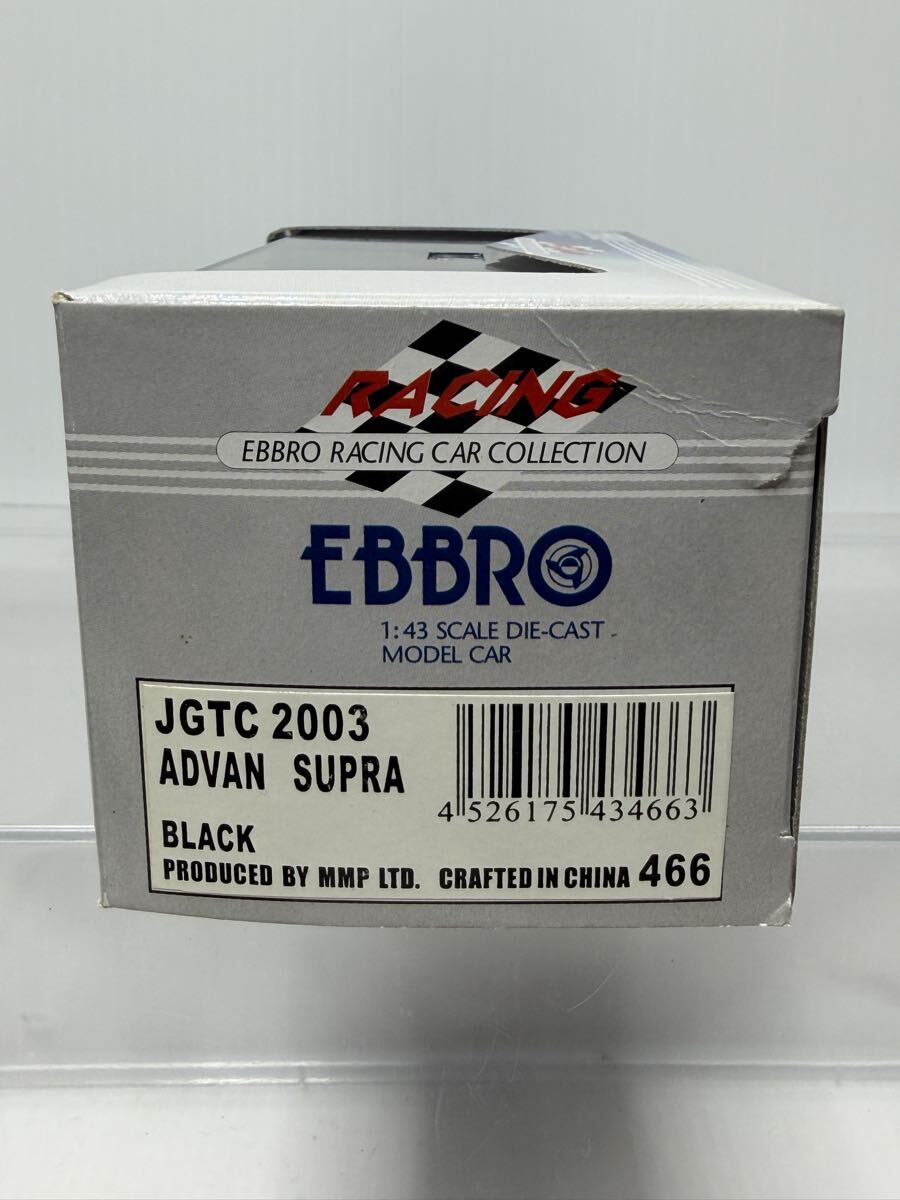 RACING
EBBRO RACING CAR COLLECTION
EBBRO
1:43 SCALE DIE-CAST
MODEL CAR
JGTC 2003
ADVAN SUPRA
4 526175 434663
BLACK
PRODUCED BY MMP LTD. CRAFTED IN CHINA 466